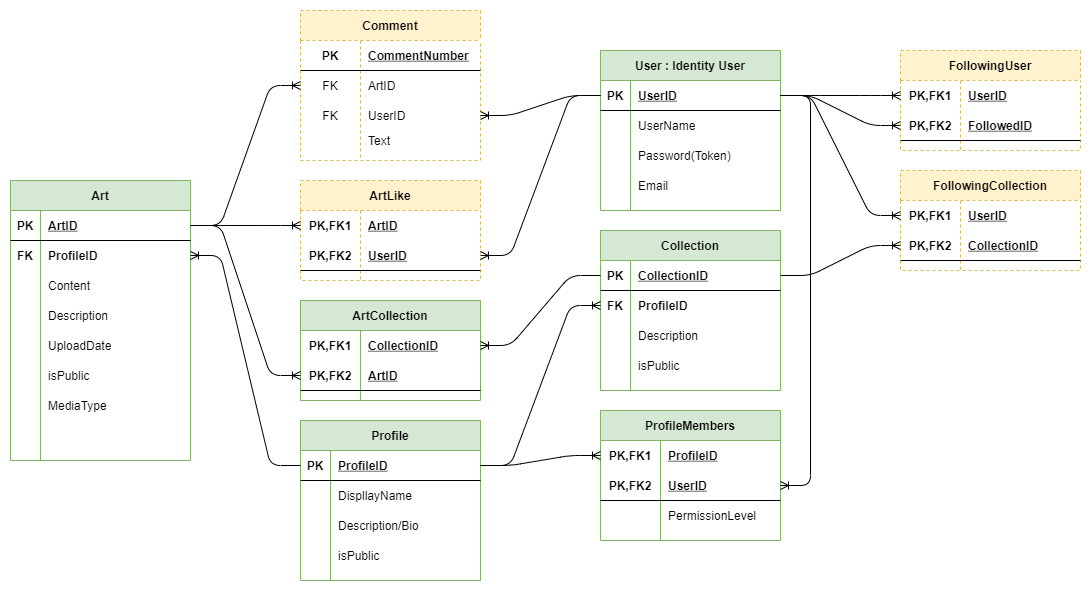 Comment
PK CommentNumber
FK ArtID
FK UserID
Text
User : Identity User
PK UserID
UserName
Password(Token)
Email
FollowingUser
PK,FK1 UserID
PK,FK2 FollowedID
Art
PK ArtID
FK ProfileID
Content
Description
UploadDate
isPublic
MediaType
ArtLike
PK,FK1 ArtID
PK,FK2 UserID
FollowingCollection
PK,FK1 UserID
PK,FK2 CollectionID
Collection
PK CollectionID
FK ProfileID
Description
isPublic
ArtCollection
PK,FK1 CollectionID
PK,FK2 ArtID
Profile
PK ProfileID
DispllayName
Description/Bio
isPublic
ProfileMembers
PK,FK1 ProfileID
PK,FK2 UserID
PermissionLevel